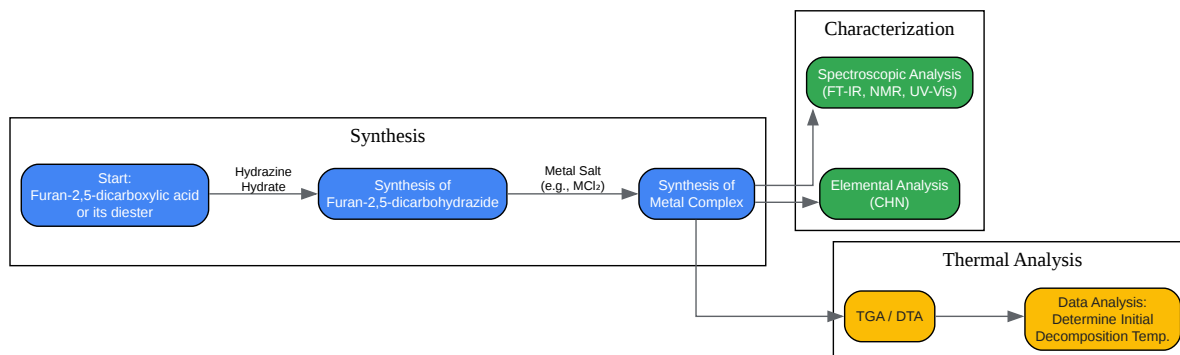 Characterization
Spectroscopic Analysis
(FT-IR, NMR, UV-Vis)
Synthesis
Start:
Furan-2,5-dicarboxylic acid
or its diester
Hydrazine
Hydrate
Synthesis of
Furan-2,5-dicarbohydrazide
Metal Salt
(e.g., MCl₂)
Synthesis of
Metal Complex
Elemental Analysis
(CHN)
Thermal Analysis
TGA / DTA
Data Analysis:
Determine Initial
Decomposition Temp.